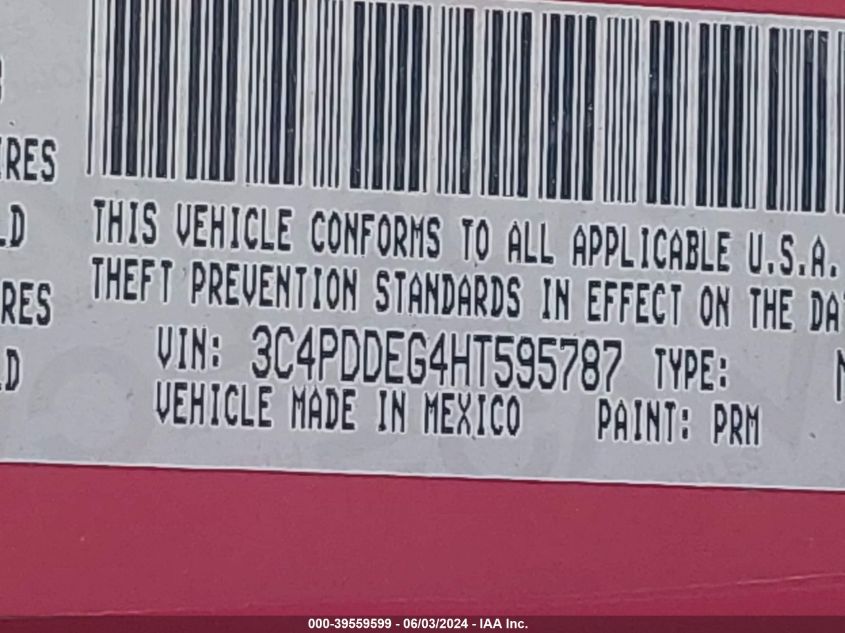 IRES
LD
RES
LD
THIS VEHICLE CONFORMS TO ALL APPLICABLE U.S.A.
THEFT PREVENTION STANDARDS IN EFFECT ON THE DA
VIN: 3C4PDDEG4HT595787 TYPE:
VEHICLE MADE IN MEXICO PAINT: PRM
000-39559599 - 06/03/2024 - IAA Inc.